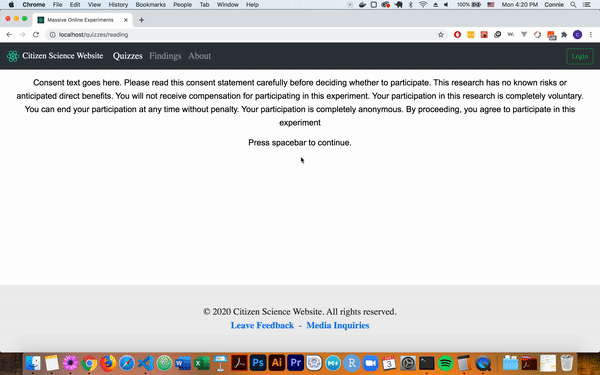 Chrome File Edit View History Bookmarks People Tab Window Help
100% Mon 4:20 PM Connie
Massive Online Experiments
localhost/quizzes/reading
Citizen Science Website Quizzes Findings About Login
Consent text goes here. Please read this consent statement carefully before deciding whether to participate. This research has no known risks or
anticipated direct benefits. You will not receive compensation for participating in this experiment. Your participation in this research is completely voluntary.
You can end your participation at any time without penalty. Your participation is completely anonymous. By proceeding, you agree to participate in this
experiment
Press spacebar to continue.
© 2020 Citizen Science Website. All rights reserved.
Leave Feedback - Media Inquiries